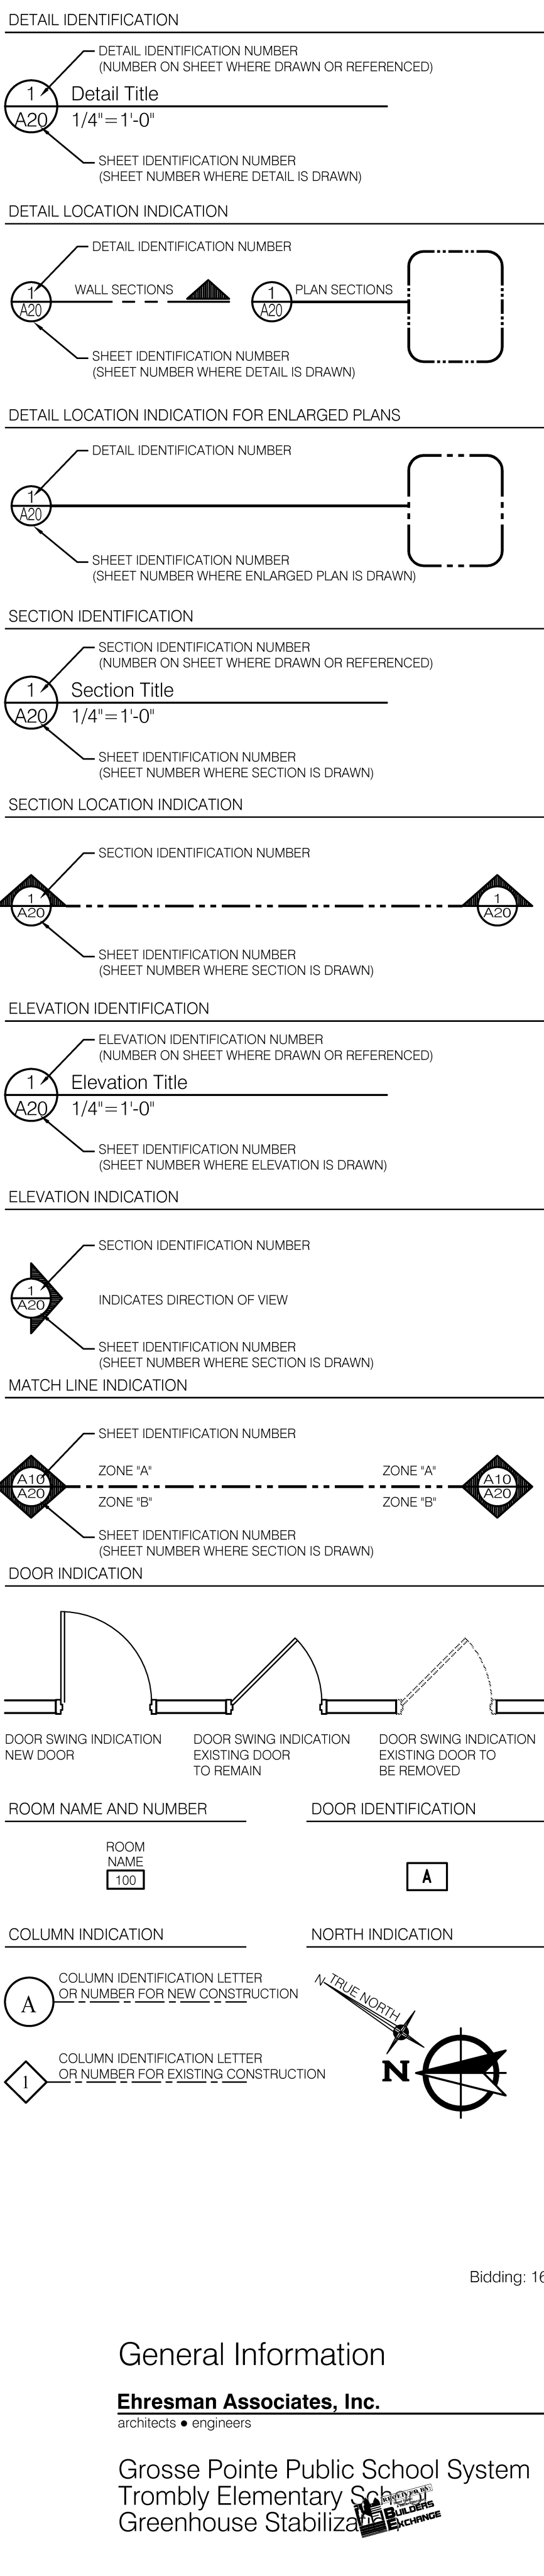 DETAIL IDENTIFICATION
DETAIL IDENTIFICATION NUMBER
(NUMBER ON SHEET WHERE DRAWN OR REFERENCED)
1
Detail Title
A20
1/4"=1'-0"
SHEET IDENTIFICATION NUMBER
(SHEET NUMBER WHERE DETAIL IS DRAWN)
DETAIL LOCATION INDICATION
DETAIL IDENTIFICATION NUMBER
1 WALL SECTIONS 1 PLAN SECTIONS
A20 A20
SHEET IDENTIFICATION NUMBER
(SHEET NUMBER WHERE DETAIL IS DRAWN)
DETAIL LOCATION INDICATION FOR ENLARGED PLANS
DETAIL IDENTIFICATION NUMBER
1
A20
SHEET IDENTIFICATION NUMBER
(SHEET NUMBER WHERE ENLARGED PLAN IS DRAWN)
SECTION IDENTIFICATION
SECTION IDENTIFICATION NUMBER
(NUMBER ON SHEET WHERE DRAWN OR REFERENCED)
1
Section Title
A20
1/4"=1'-0"
SHEET IDENTIFICATION NUMBER
(SHEET NUMBER WHERE SECTION IS DRAWN)
SECTION LOCATION INDICATION
SECTION IDENTIFICATION NUMBER
1 1
A20 A20
SHEET IDENTIFICATION NUMBER
(SHEET NUMBER WHERE SECTION IS DRAWN)
ELEVATION IDENTIFICATION
ELEVATION IDENTIFICATION NUMBER
(NUMBER ON SHEET WHERE DRAWN OR REFERENCED)
1
Elevation Title
A20
1/4"=1'-0"
SHEET IDENTIFICATION NUMBER
(SHEET NUMBER WHERE ELEVATION IS DRAWN)
ELEVATION INDICATION
SECTION IDENTIFICATION NUMBER
1
A20
INDICATES DIRECTION OF VIEW
SHEET IDENTIFICATION NUMBER
(SHEET NUMBER WHERE SECTION IS DRAWN)
MATCH LINE INDICATION
SHEET IDENTIFICATION NUMBER
A10 ZONE "A" ZONE "A" A10
A20 ZONE "B" ZONE "B" A20
SHEET IDENTIFICATION NUMBER
(SHEET NUMBER WHERE SECTION IS DRAWN)
DOOR INDICATION
DOOR SWING INDICATION
NEW DOOR
DOOR SWING INDICATION
EXISTING DOOR
TO REMAIN
DOOR SWING INDICATION
EXISTING DOOR TO
BE REMOVED
ROOM NAME AND NUMBER
ROOM
NAME
100
DOOR IDENTIFICATION
A
COLUMN INDICATION
COLUMN IDENTIFICATION LETTER
OR NUMBER FOR NEW CONSTRUCTION
A
COLUMN IDENTIFICATION LETTER
OR NUMBER FOR EXISTING CONSTRUCTION
1
NORTH INDICATION
N TRUE NORTH
N
Bidding: 16
General Information
Ehresman Associates, Inc.
architects ● engineers
Grosse Pointe Public School System
Trombly Elementary School
Greenhouse
BUILDERS
EXCHANGE